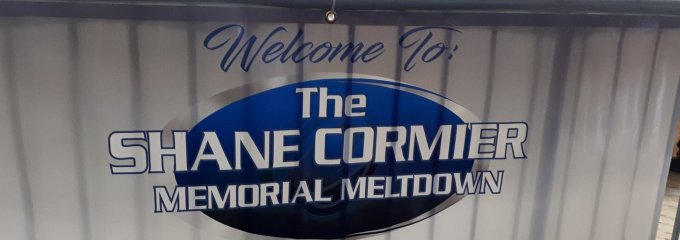 Welcome To:
The
SHANE CORMIER
MEMORIAL MELTDOWN